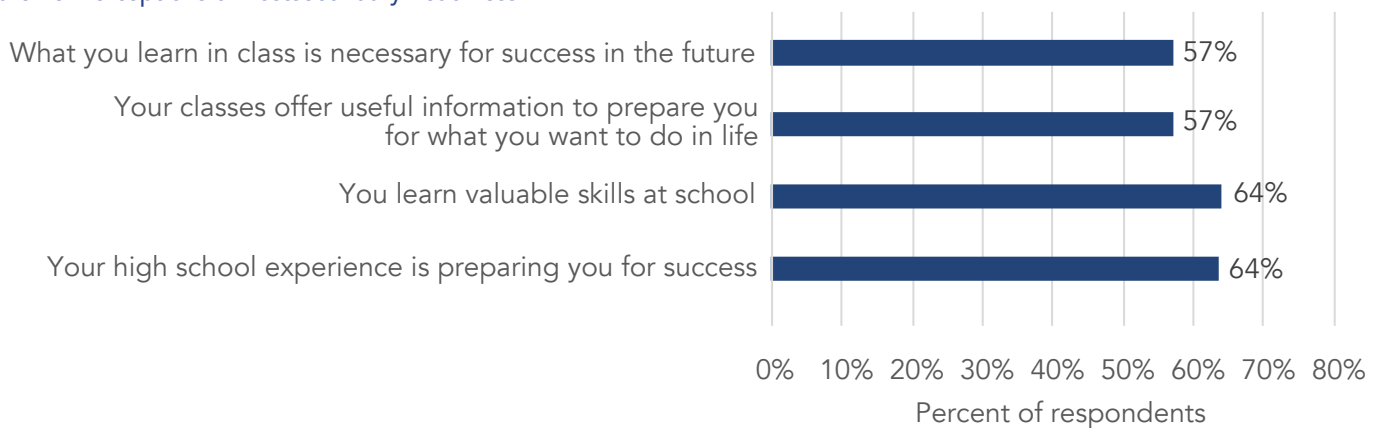 What you learn in class is necessary for success in the future
57%
Your classes offer useful information to prepare you
for what you want to do in life
57%
You learn valuable skills at school
64%
Your high school experience is preparing you for success
64%
0% 10% 20% 30% 40% 50% 60% 70% 80%
Percent of respondents